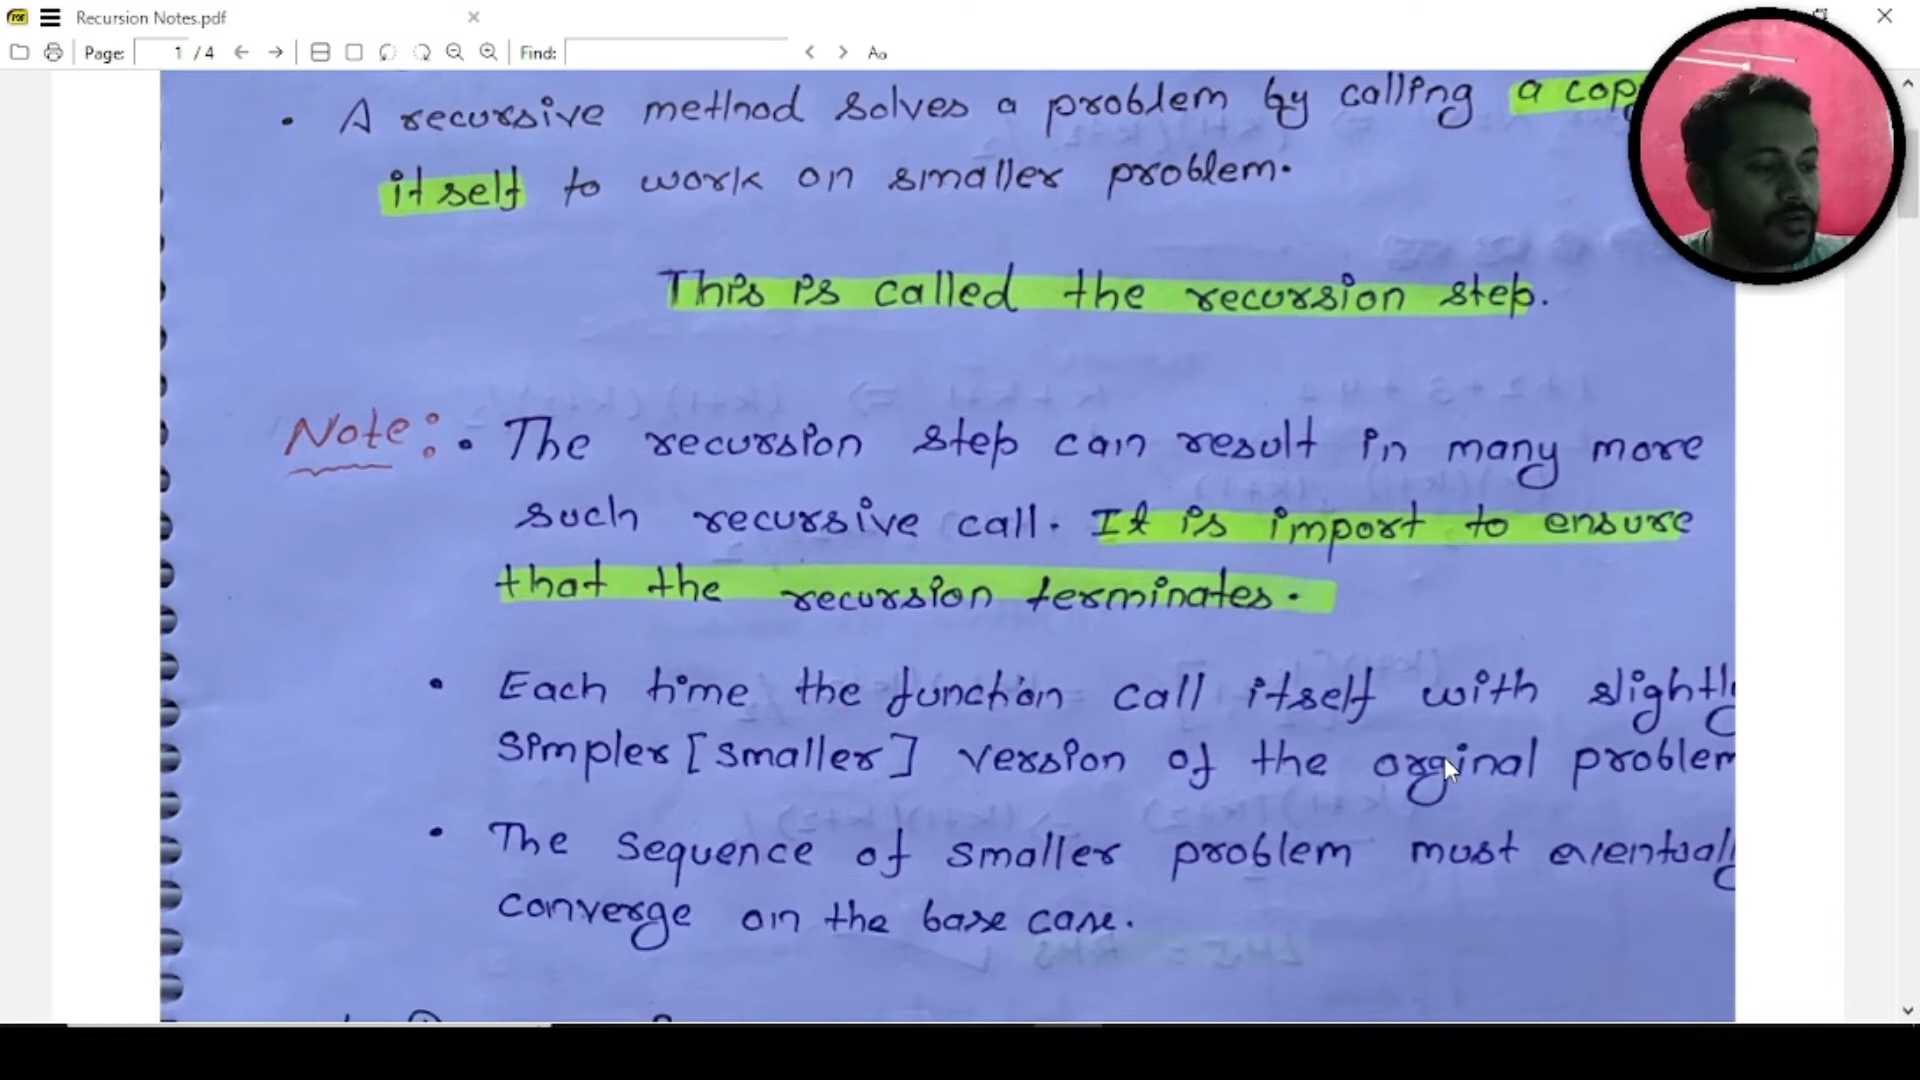 Recursion Notes.pdf
Page: 1 / 4 Find:
• A recursive method solves a problem by calling a
itself to work on smaller problem.
This is called the recursion step.
Note: • The recursion step can result in many more
such recursive call. It is import to ensure
that the recursion terminates.
• Each time the function call itself with
Simpler [smaller] version of the orginal problem
• The sequence of smaller problem must
converge on the base case.